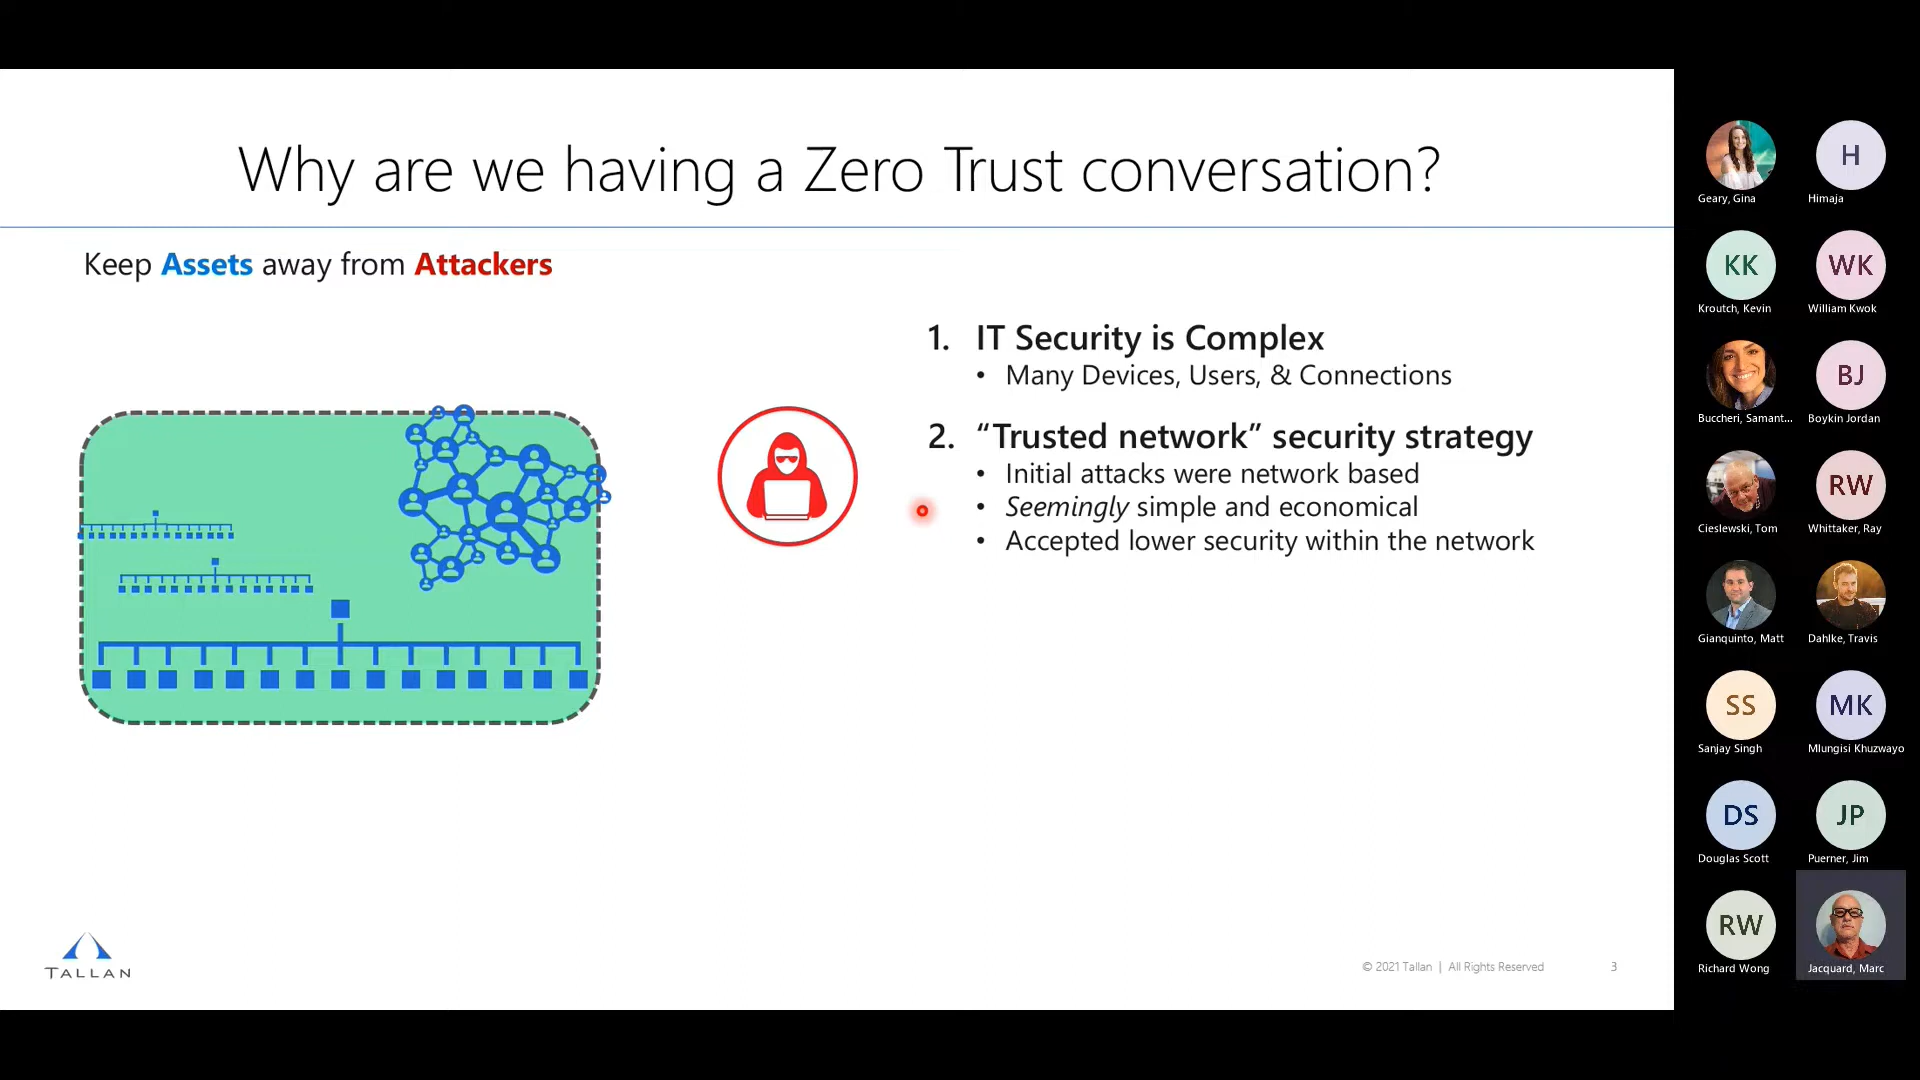 Why are we having a Zero Trust conversation?
Keep Assets away from Attackers
1. IT Security is Complex
• Many Devices, Users, & Connections
2. “Trusted network” security strategy
• Initial attacks were network based
• Seemingly simple and economical
• Accepted lower security within the network
TALLAN
© 2021 Tallan | All Rights Reserved
3
Geary, Gina
H
Himaja
KK
Kroutch, Kevin
WK
William Kwok
Buccheri, Samant...
BJ
Boykin Jordan
Cieslewski, Tom
RW
Whittaker, Ray
Gianquinto, Matt
Dahlke, Travis
SS
Sanjay Singh
MK
Mlungisi Khuzwayo
DS
Douglas Scott
JP
Puerner, Jim
RW
Richard Wong
Jacquard, Marc